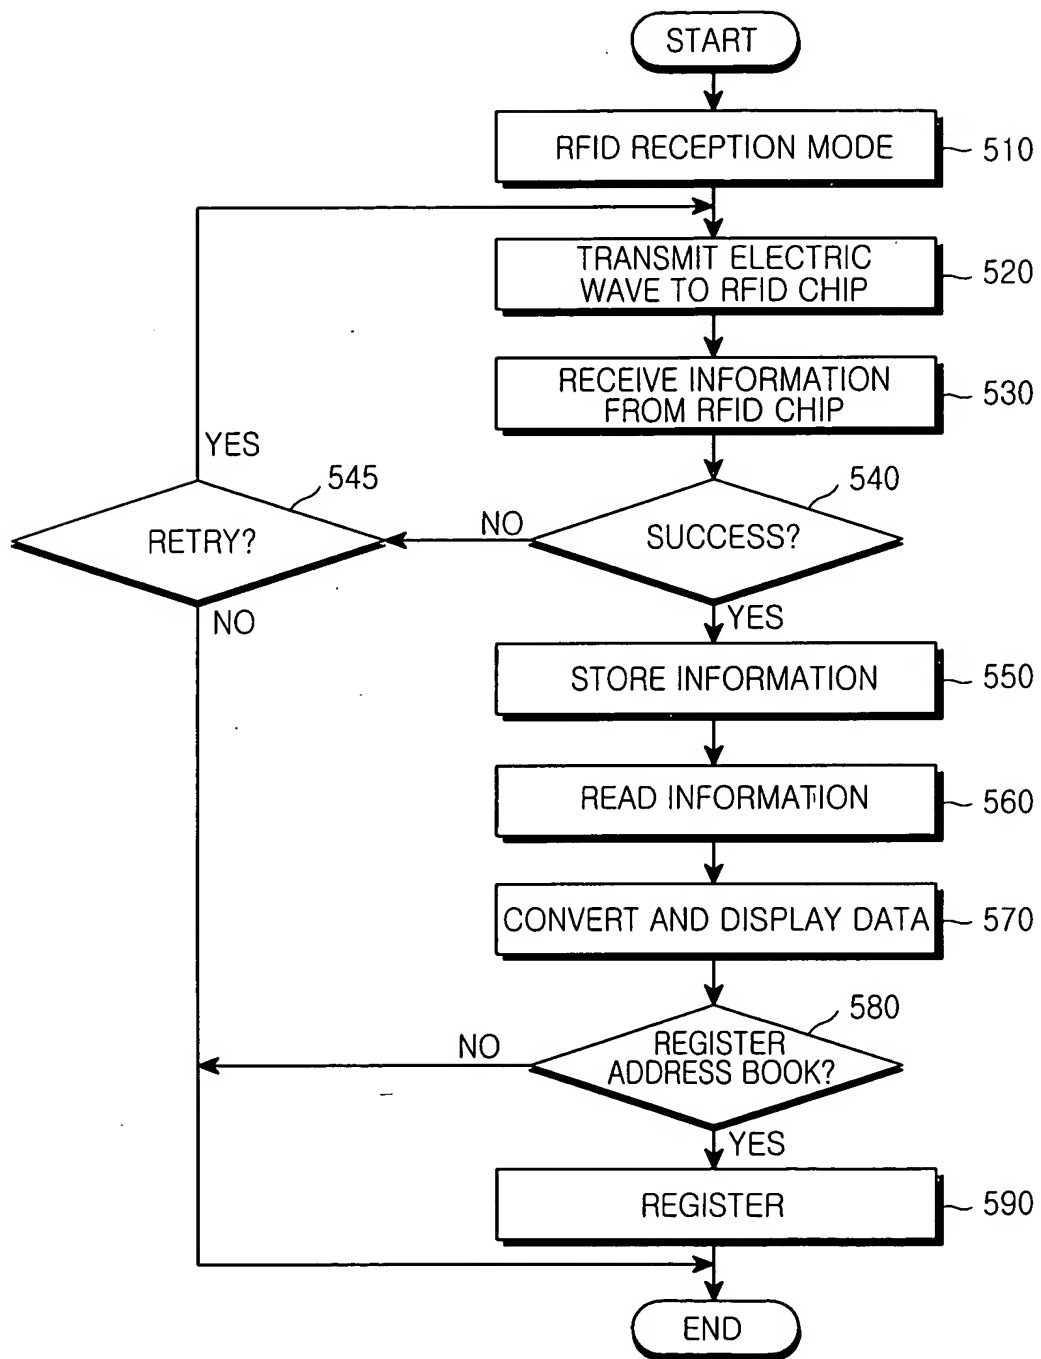 START
RFID RECEPTION MODE
510
TRANSMIT ELECTRIC
WAVE TO RFID CHIP
520
RECEIVE INFORMATION
FROM RFID CHIP
530
YES
545
RETRY?
NO
540
SUCCESS?
NO
YES
STORE INFORMATION
550
READ INFORMATION
560
CONVERT AND DISPLAY DATA
570
580
NO
REGISTER
ADDRESS BOOK?
YES
REGISTER
590
END